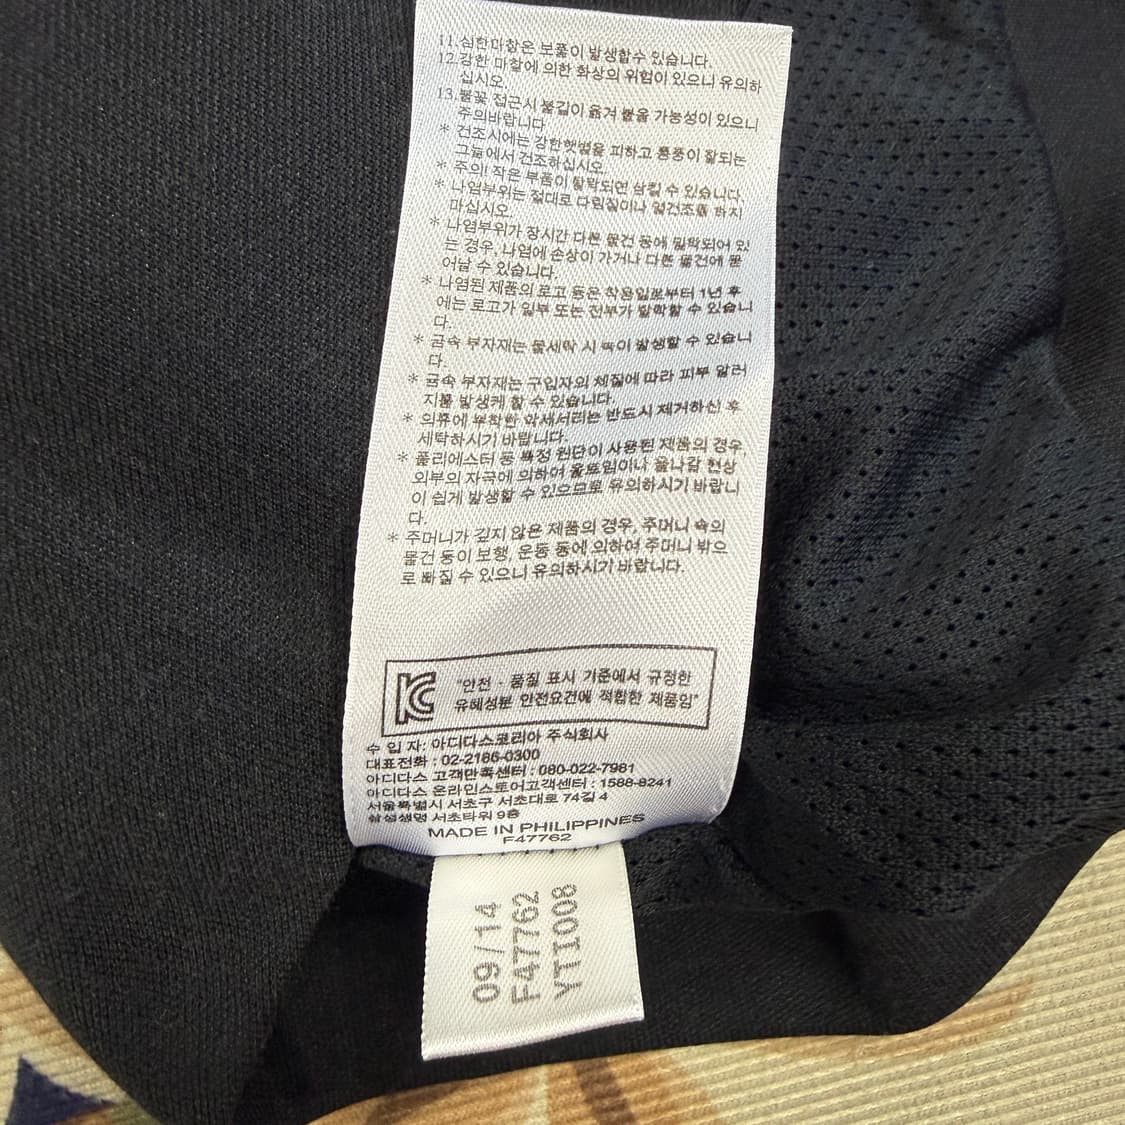 11.심한마찰은 보풀이 발생할수 있습니다.
12.강한 마찰에 의한 화상의 위험이 있으니 유의하
십시오.
13.불꽃 접근시 불길이 옮겨 붙을 가능성이 있으니
주의바랍니다
* 건조시에는 강한햇볕을 피하고 통풍이 잘되는
그늘에서 건조하십시오.
* 주의! 작은 부품이 탈락되면 삼킬 수 있습니다.
* 나염부위는 절대로 다림질이나 열건조를 하지
마십시오.
* 나염부위가 장시간 다른 물건 등에 밀착되어 있
는 경우, 나염에 손상이 가거나 다른 물건에 묻
어날 수 있습니다.
* 나염된 제품의 로고 등은 착용일로부터 1년 후
에는 로고가 일부 또는 전부가 탈락할 수 있습니
다.
* 금속 부자재는 물세탁 시 녹이 발생할 수 있습니
다.
* 금속 부자재는 구입자의 체질에 따라 피부 알러
지를 발생케 할 수 있습니다.
* 의류에 부착한 악세서리는 반드시 제거하신 후
세탁하시기 바랍니다.
* 폴리에스터 등 특정 원단이 사용된 제품의 경우,
외부의 자극에 의하여 올트임이나 올나감 현상
이 쉽게 발생할 수 있으므로 유의하시기 바랍니
다.
* 주머니가 깊지 않은 제품의 경우, 주머니 속의
물건 등이 보행, 운동 등에 의하여 주머니 밖으
로 빠질 수 있으니 유의하시기 바랍니다.
"안전 · 품질 표시 기준에서 규정한
유해성분 안전요건에 적합한 제품임"
수 입 자: 아디다스코리아 주식회사
대표전화 : 02-2186-0300
아디다스 고객만족센터 : 080-022-7981
아디다스 온라인스토어고객센터 : 1588-8241
서울특별시 서초구 서초대로 74길 4
삼성생명 서초타워 9층
MADE IN PHILIPPINES
F47762
09/14
F47762
YTI008